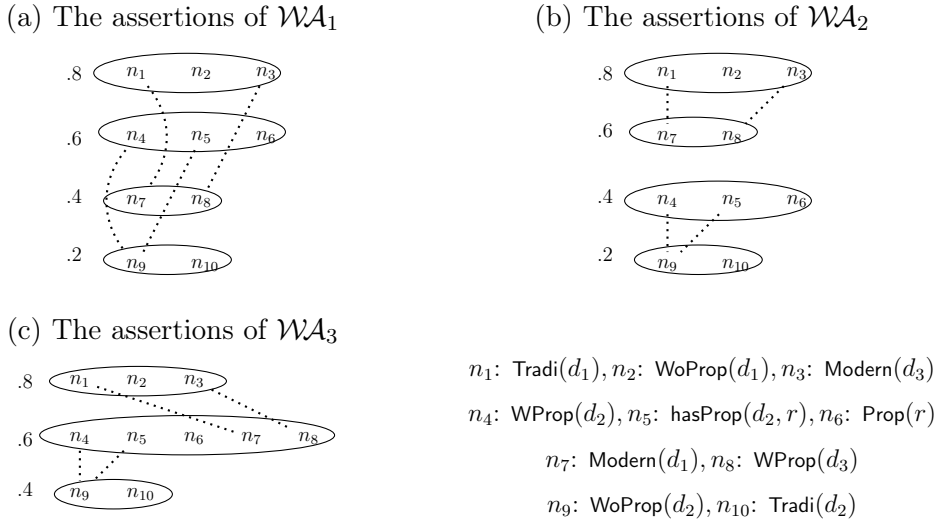 (a) The assertions of 𝒲𝒜₁
.8 n₁ n₂ n₃
.6 n₄ n₅ n₆
.4 n₇ n₈
.2 n₉ n₁₀
(b) The assertions of 𝒲𝒜₂
.8 n₁ n₂ n₃
.6 n₇ n₈
.4 n₄ n₅ n₆
.2 n₉ n₁₀
(c) The assertions of 𝒲𝒜₃
.8 n₁ n₂ n₃
.6 n₄ n₅ n₆ n₇ n₈
.4 n₉ n₁₀
n₁: Tradi(d₁), n₂: WoProp(d₁), n₃: Modern(d₃)
n₄: WProp(d₂), n₅: hasProp(d₂, r), n₆: Prop(r)
n₇: Modern(d₁), n₈: WProp(d₃)
n₉: WoProp(d₂), n₁₀: Tradi(d₂)